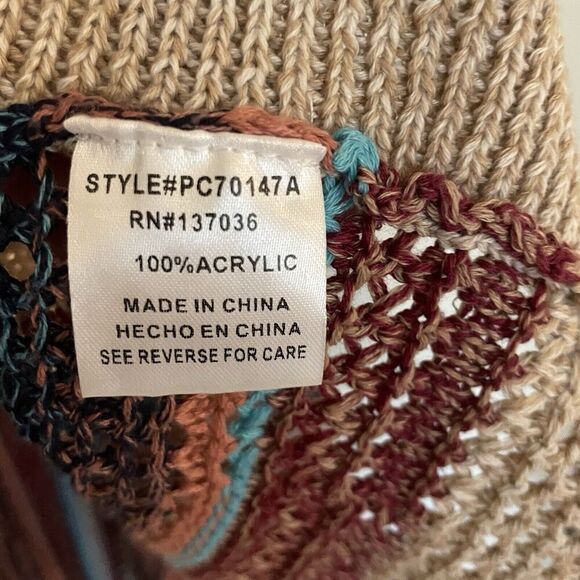 STYLE#PC70147A
RN#137036
100%ACRYLIC
MADE IN CHINA
HECHO EN CHINA
SEE REVERSE FOR CARE